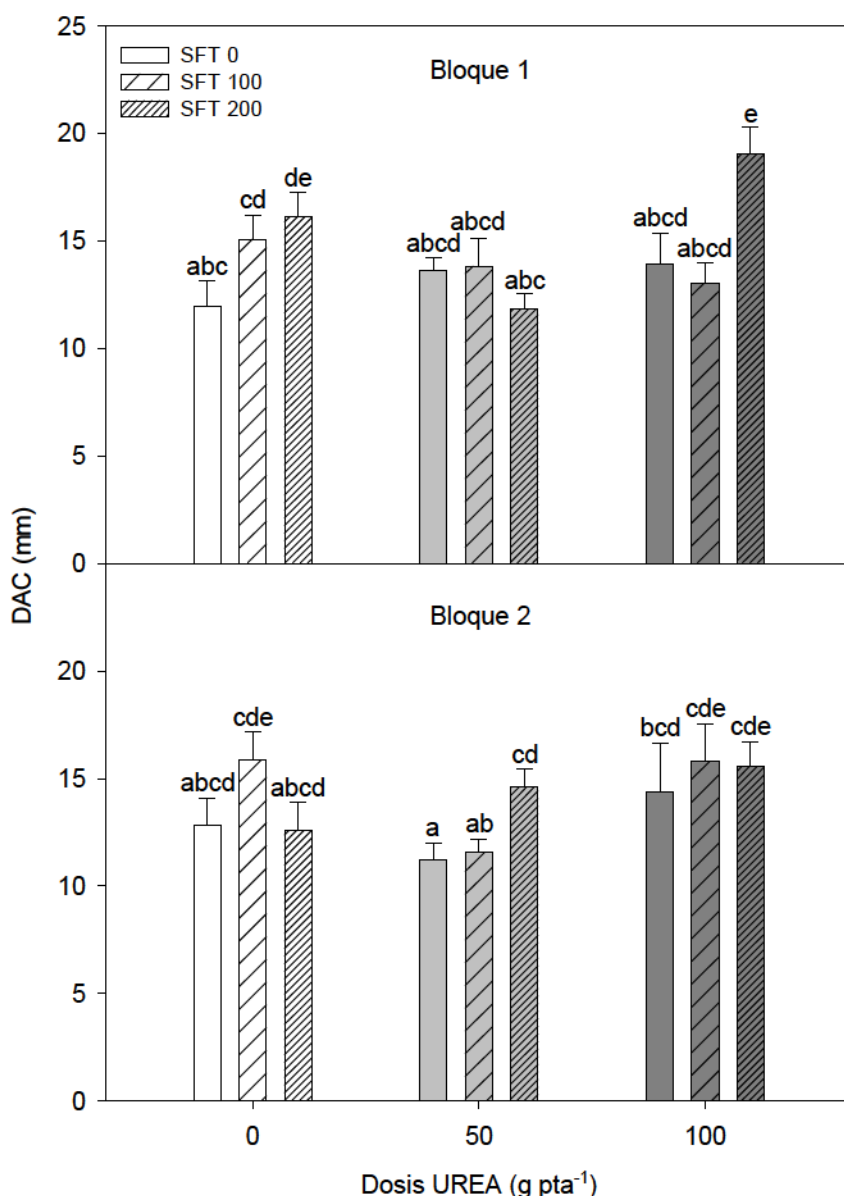 25
SFT 0
SFT 100
SFT 200
Bloque 1
20
e
de
cd
abcd
abcd
abcd
abcd
15
abc
abc
10
5
0
DAC (mm)
Bloque 2
20
cde
cde
cde
bcd
cd
15
abcd
abcd
a
ab
10
5
0
0
50
100
Dosis UREA (g pta⁻¹)